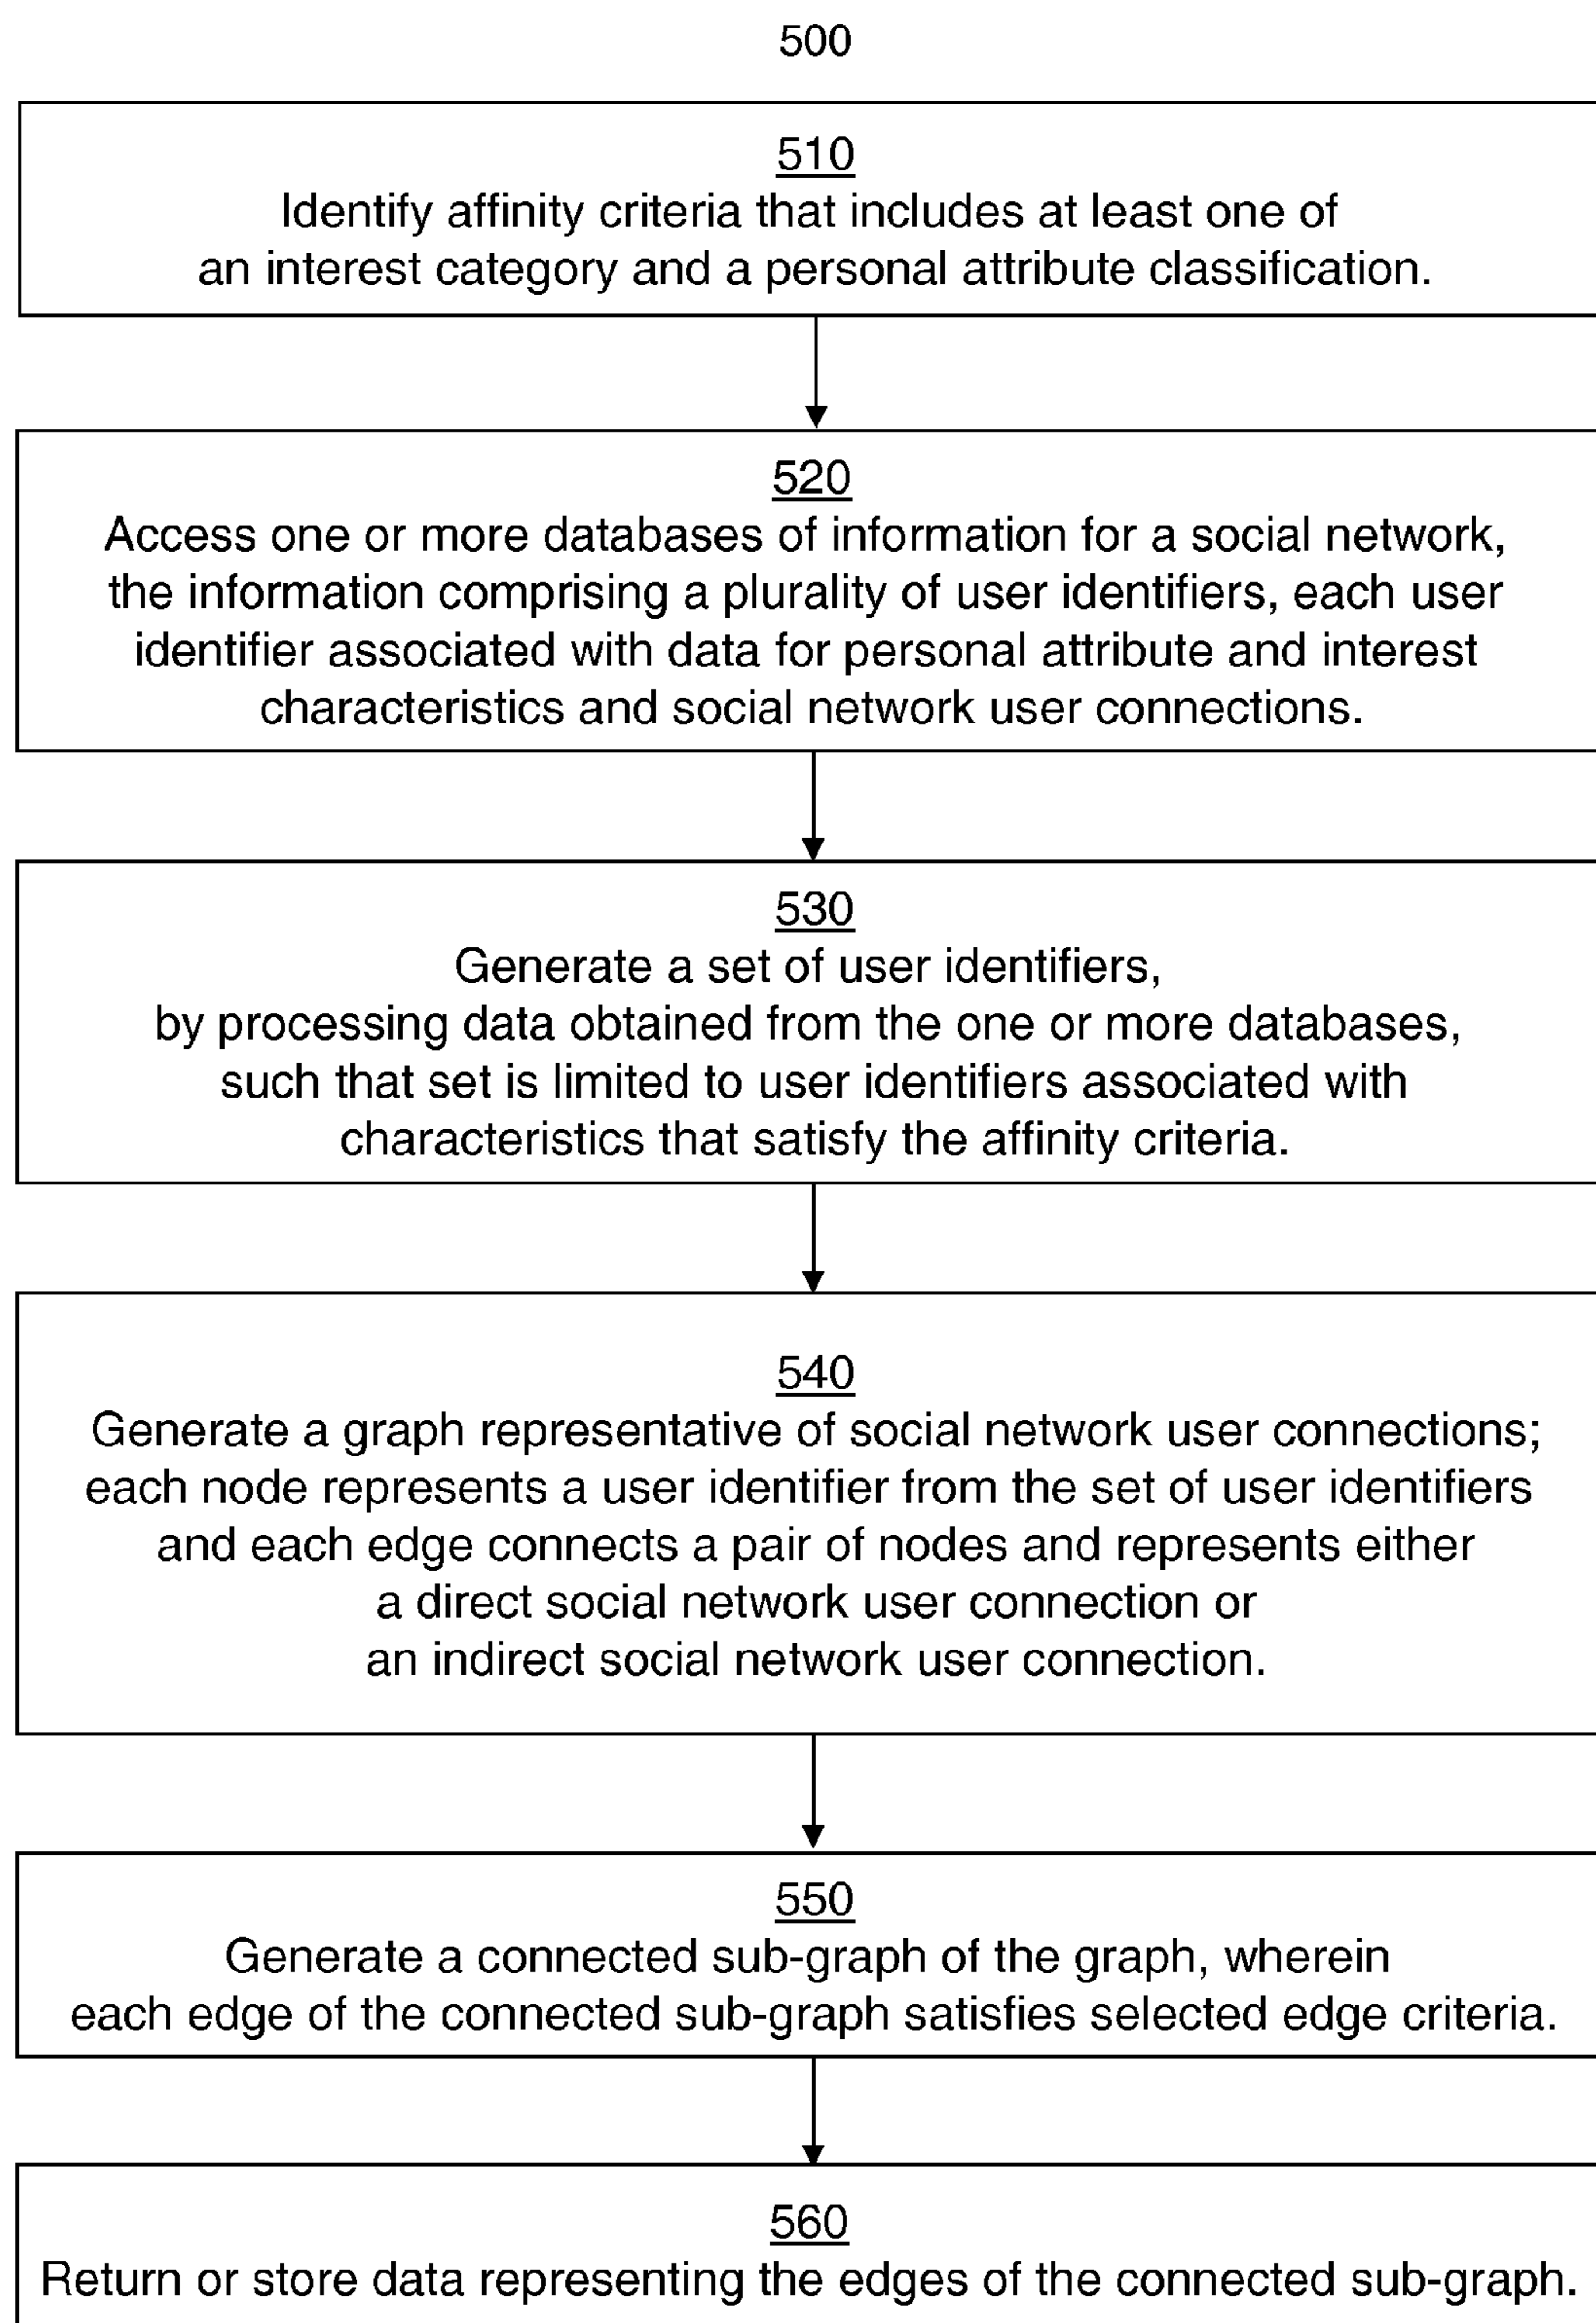 500
510
Identify affinity criteria that includes at least one of
an interest category and a personal attribute classification.
520
Access one or more databases of information for a social network,
the information comprising a plurality of user identifiers, each user
identifier associated with data for personal attribute and interest
characteristics and social network user connections.
530
Generate a set of user identifiers,
by processing data obtained from the one or more databases,
such that set is limited to user identifiers associated with
characteristics that satisfy the affinity criteria.
540
Generate a graph representative of social network user connections;
each node represents a user identifier from the set of user identifiers
and each edge connects a pair of nodes and represents either
a direct social network user connection or
an indirect social network user connection.
550
Generate a connected sub-graph of the graph, wherein
each edge of the connected sub-graph satisfies selected edge criteria.
560
Return or store data representing the edges of the connected sub-graph.